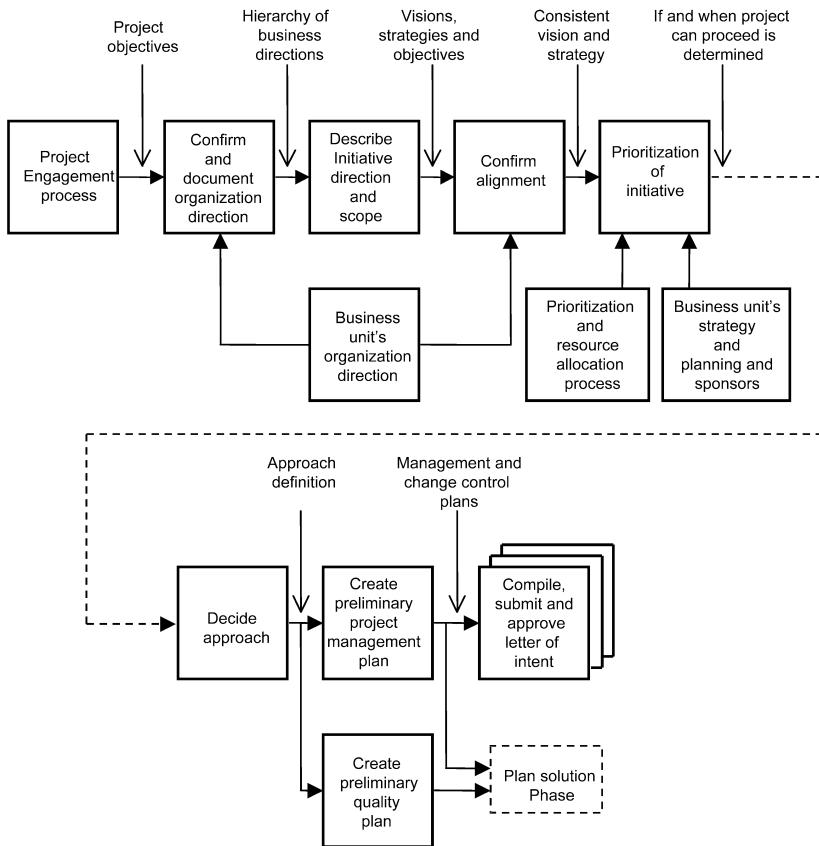 Project
objectives
Hierarchy of
business
directions
Visions,
strategies and
objectives
Consistent
vision and
strategy
If and when project
can proceed is
determined
Project
Engagement
process
Confirm
and
document
organization
direction
Describe
Initiative
direction
and
scope
Confirm
alignment
Prioritization
of
initiative
Business
unit's
organization
direction
Prioritization
and
resource
allocation
process
Business unit's
strategy
and
planning and
sponsors
Approach
definition
Management and
change control
plans
Decide
approach
Create
preliminary
project
management
plan
Compile,
submit and
approve
letter of
intent
Create
preliminary
quality
plan
Plan solution
Phase